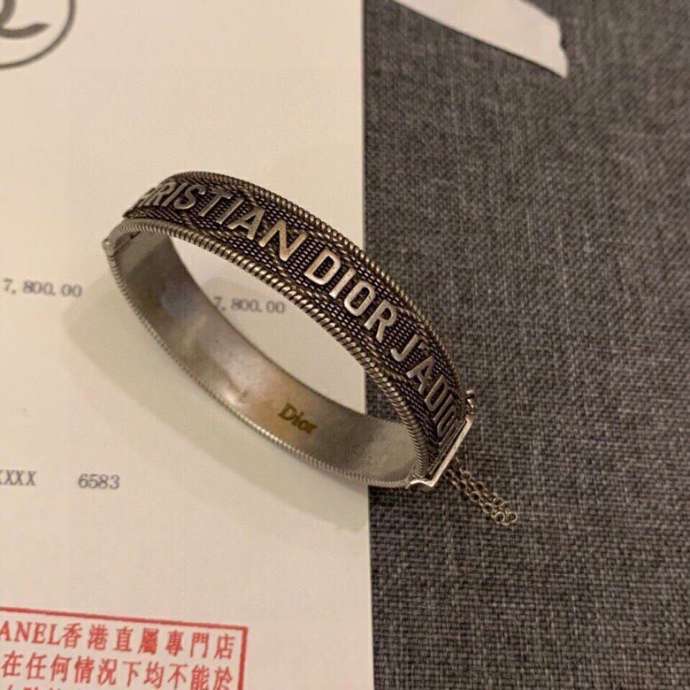 CHRISTIAN DIOR J'ADIO
Dior
7,800.00
7,800.00
XXXX 6583
ANEL香港直屬專門店
在任何情況下均不能於